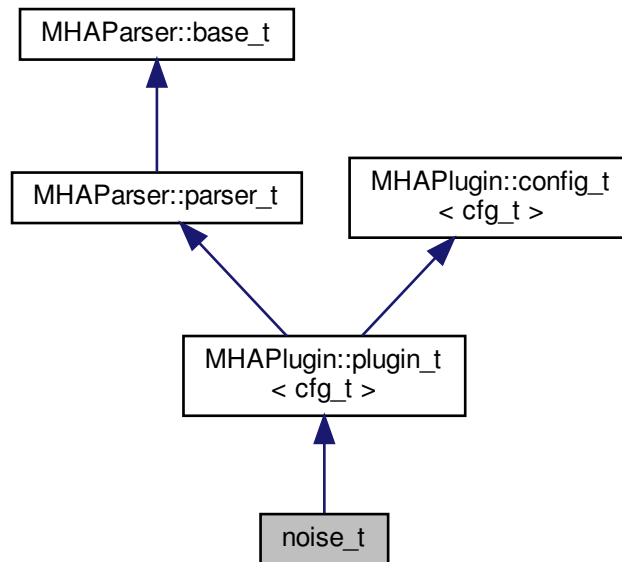 MHAParser::base_t
MHAParser::parser_t
MHAPlugin::config_t
< cfg_t >
MHAPlugin::plugin_t
< cfg_t >
noise_t